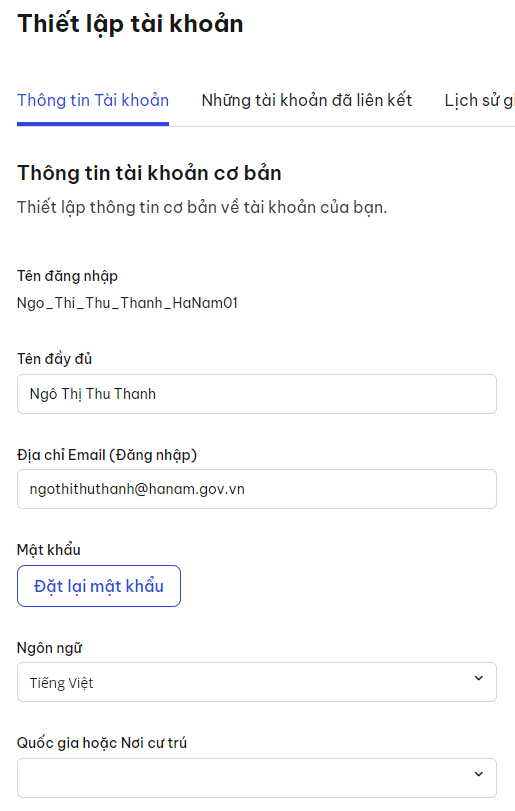 Thiết lập tài khoản
Thông tin Tài khoản Những tài khoản đã liên kết Lịch sử
Thông tin tài khoản cơ bản
Thiết lập thông tin cơ bản về tài khoản của bạn.
Tên đăng nhập
Ngo_Thi_Thu_Thanh_HaNam01
Tên đầy đủ
Ngô Thị Thu Thanh
Địa chỉ Email (Đăng nhập)
ngothithuthanh@hanam.gov.vn
Mật khẩu
Đặt lại mật khẩu
Ngôn ngữ
Tiếng Việt
Quốc gia hoặc Nơi cư trú